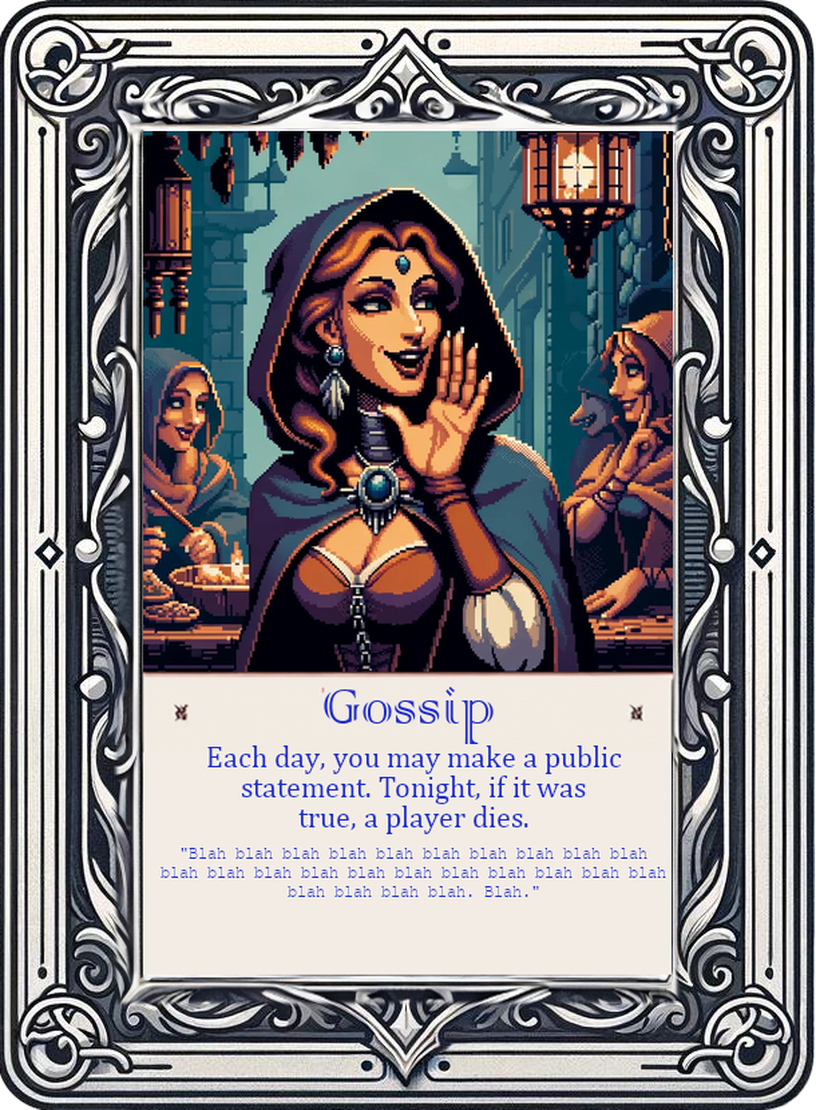 Gossip
Each day, you may make a public
statement. Tonight, if it was
true, a player dies.
"Blah blah blah blah blah blah blah blah blah blah
blah blah blah blah blah blah blah blah blah blah blah
blah blah blah blah. Blah."